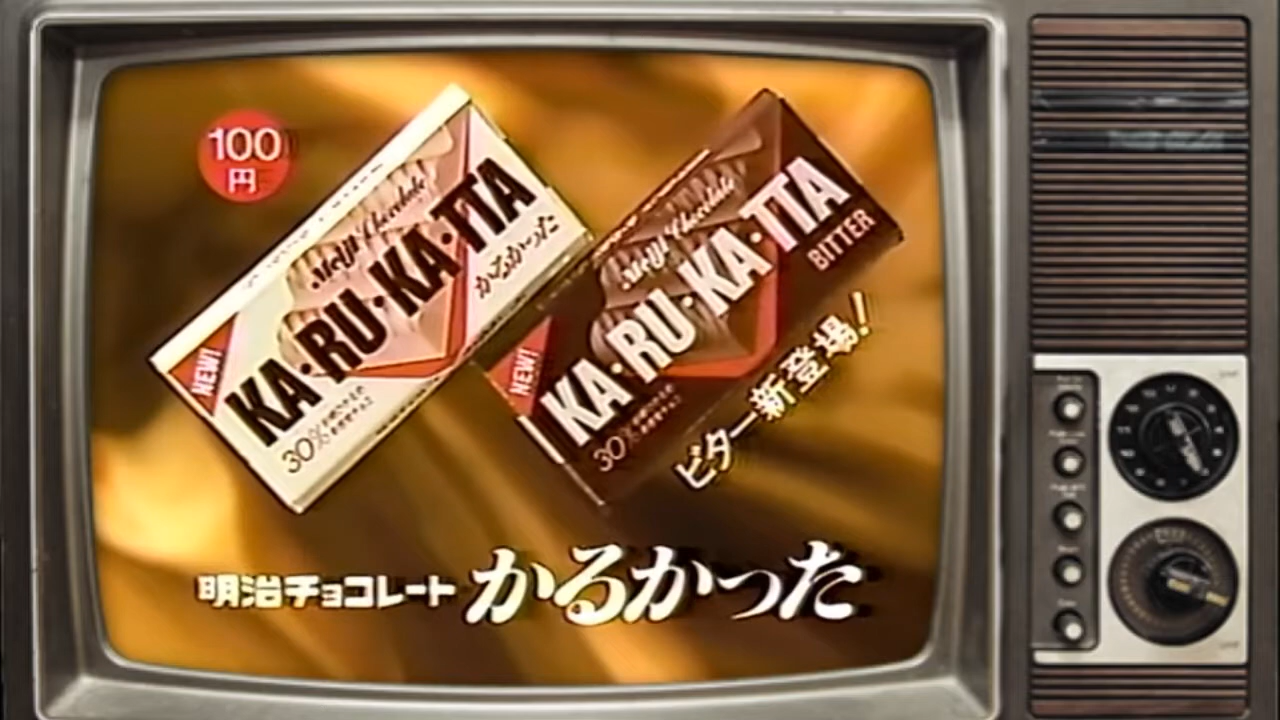 100
円
Meiji Chocolate
KA・RU・KA・TTA
かるかった
NEW!
30%
Meiji Chocolate
KA・RU・KA・TTA
BITTER
NEW!
30%
ビター新登場!
明治チョコレート かるかった